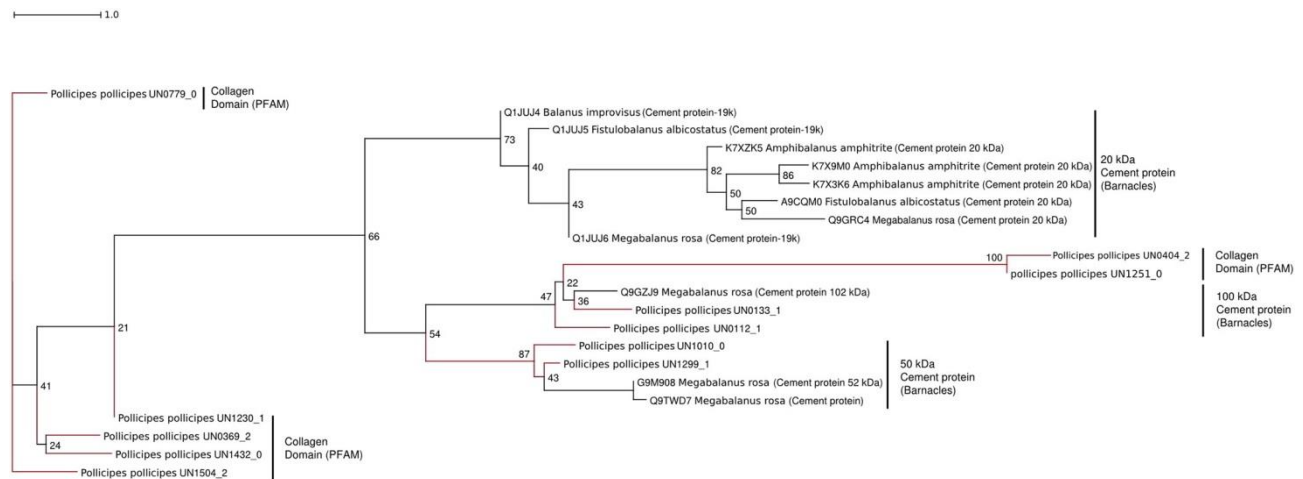 1.0
Pollicipes pollicipes UN0779_0
Collagen
Domain (PFAM)
Q1JUJ4 Balanus improvisus (Cement protein-19k)
73
Q1JUJ5 Fistulobalanus albicostatus (Cement protein-19k)
40
K7XZK5 Amphibalanus amphitrite (Cement protein 20 kDa)
82
K7X9M0 Amphibalanus amphitrite (Cement protein 20 kDa)
86
K7X3K6 Amphibalanus amphitrite (Cement protein 20 kDa)
50
A9CQM0 Fistulobalanus albicostatus (Cement protein 20 kDa)
50
Q9GRC4 Megabalanus rosa (Cement protein 20 kDa)
43
Q1JUJ6 Megabalanus rosa (Cement protein-19k)
20 kDa
Cement protein
(Barnacles)
66
100
Pollicipes pollicipes UN0404_2
pollicipes pollicipes UN1251_0
Collagen
Domain (PFAM)
22
47
Q9GZJ9 Megabalanus rosa (Cement protein 102 kDa)
36
Pollicipes pollicipes UN0133_1
Pollicipes pollicipes UN0112_1
100 kDa
Cement protein
(Barnacles)
54
87
Pollicipes pollicipes UN1010_0
Pollicipes pollicipes UN1299_1
43
G9M908 Megabalanus rosa (Cement protein 52 kDa)
Q9TWD7 Megabalanus rosa (Cement protein)
50 kDa
Cement protein
(Barnacles)
21
41
Pollicipes pollicipes UN1230_1
Pollicipes pollicipes UN0369_2
24
Pollicipes pollicipes UN1432_0
Pollicipes pollicipes UN1504_2
Collagen
Domain (PFAM)